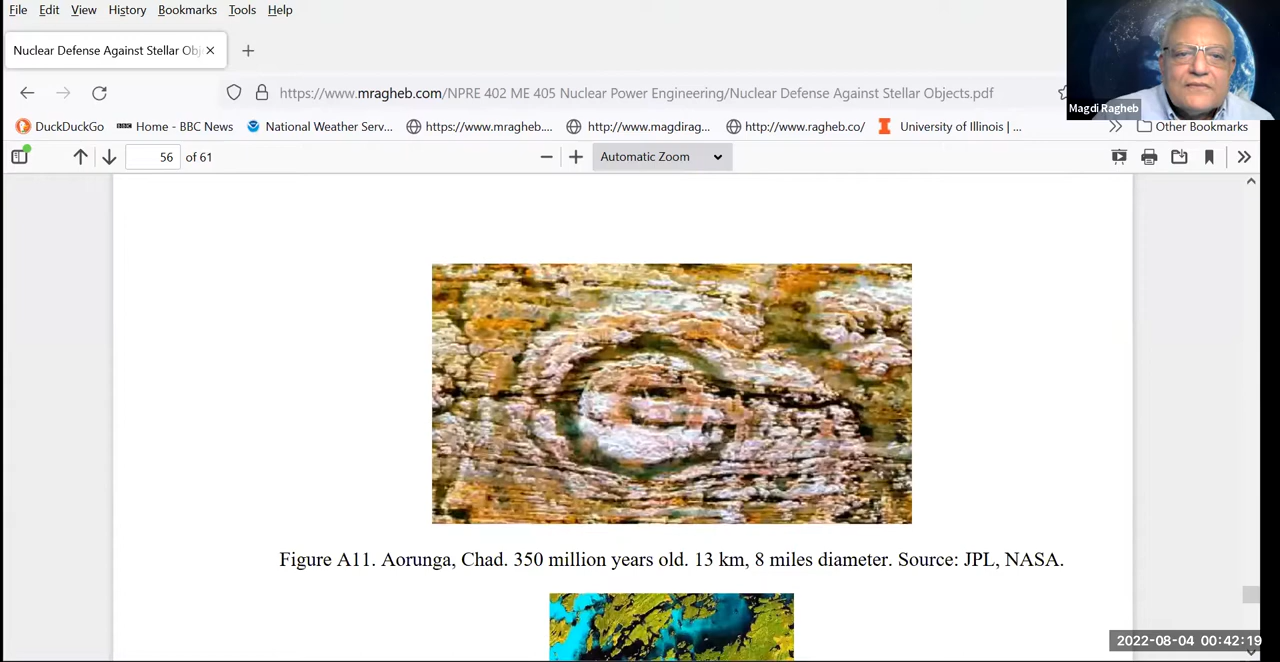 File Edit View History Bookmarks Tools Help
Nuclear Defense Against Stellar Obj
https://www.mragheb.com/NPRE 402 ME 405 Nuclear Power Engineering/Nuclear Defense Against Stellar Objects.pdf
Magdi Ragheb
DuckDuckGo BBC Home - BBC News National Weather Serv... https://www.mragheb.... http://www.magdirag... http://www.ragheb.co/ University of Illinois |... Other Bookmarks
56 of 61 Automatic Zoom
Figure A11. Aorunga, Chad. 350 million years old. 13 km, 8 miles diameter. Source: JPL, NASA.
2022-08-04 00:42:19